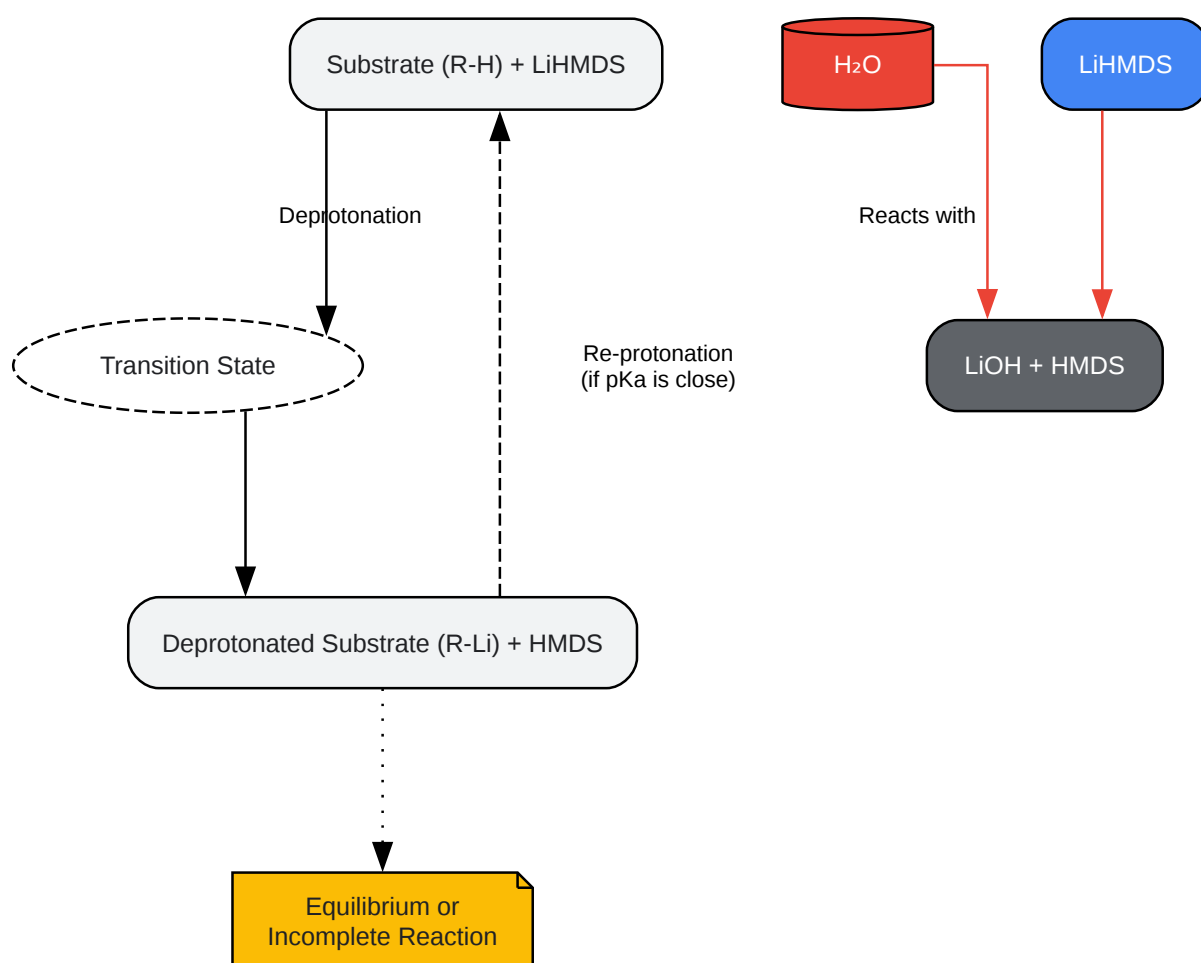 Substrate (R-H) + LiHMDS
H₂O
LiHMDS
Deprotonation
Reacts with
Transition State
Re-protonation
(if pKa is close)
LiOH + HMDS
Deprotonated Substrate (R-Li) + HMDS
Equilibrium or
Incomplete Reaction